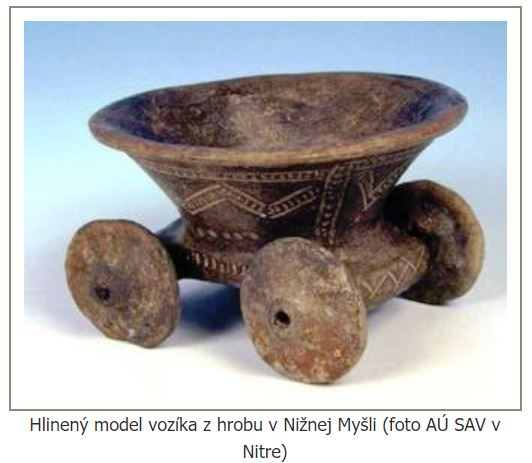 Hlinený model vozíka z hrobu v Nižnej Myšli (foto AÚ SAV v
Nitre)